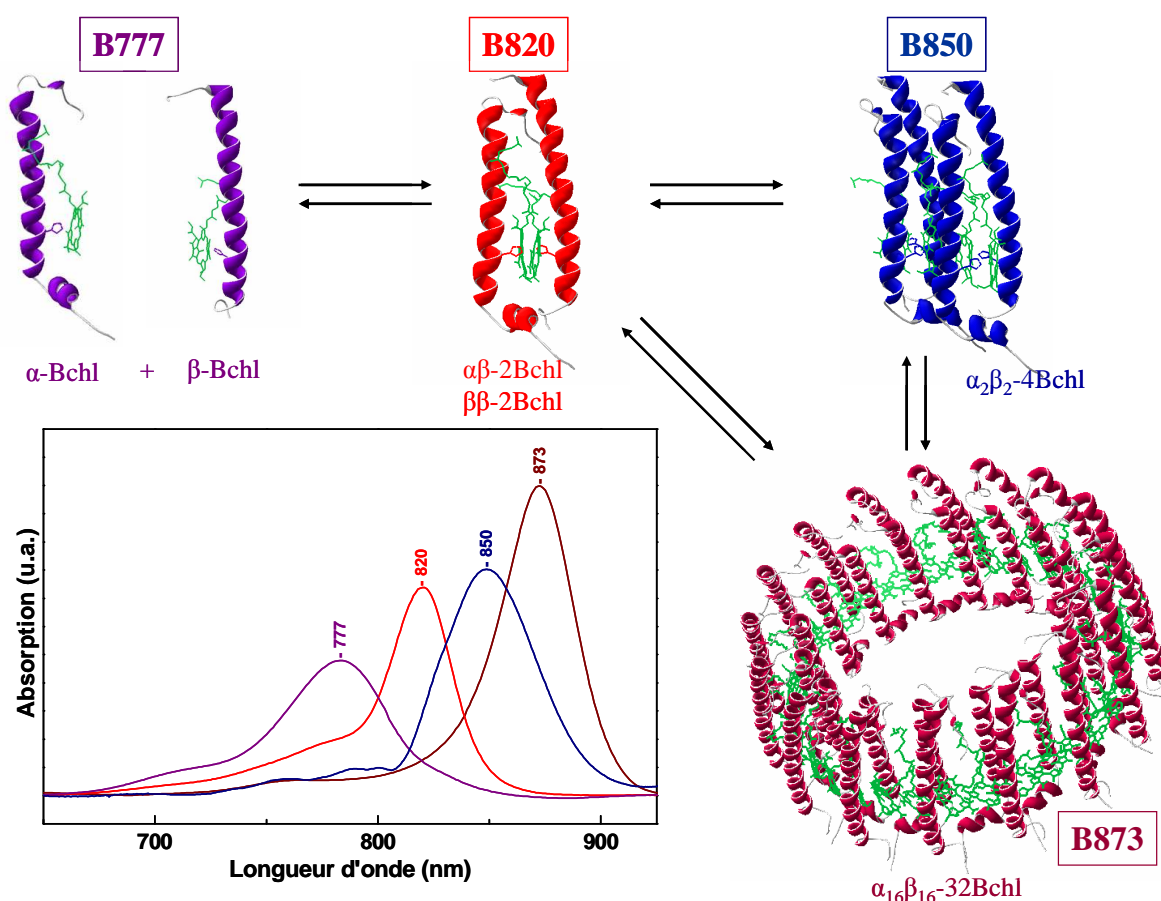 B777
B820
B850
α-Bchl + β-Bchl
αβ-2Bchl
ββ-2Bchl
α₂β₂-4Bchl
Absorption (u.a.)
- 777
- 820
- 850
- 873
700 800 900
Longueur d'onde (nm)
B873
α₁₆β₁₆-32Bchl